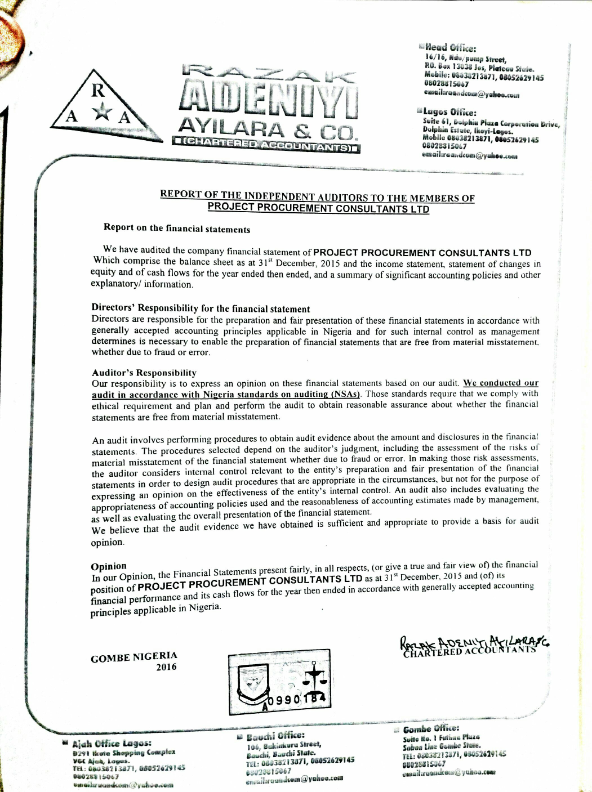 R
A A
RAZAK
ADENIYI
AYILARA & CO.
(CHARTERED ACCOUNTANTS)
Head Office:
16/16, Ndu pump Street,
P.O. Box 13038 Jos, Plateau State.
Mobile: 08038213871, 08052629145
08028815067
email:raandcom@yahoo.com
Lagos Office:
Suite 61, Dolphin Plaza Corporation Drive,
Dolphin Estate, Ikoyi-Lagos.
Mobile 08038213871, 08052629145
08028815067
email:raandcom@yahoo.com
REPORT OF THE INDEPENDENT AUDITORS TO THE MEMBERS OF
PROJECT PROCUREMENT CONSULTANTS LTD
Report on the financial statements
We have audited the company financial statement of PROJECT PROCUREMENT CONSULTANTS LTD
Which comprise the balance sheet as at 31st December, 2015 and the income statement, statement of changes in
equity and of cash flows for the year ended then ended, and a summary of significant accounting policies and other
explanatory/ information.
Directors' Responsibility for the financial statement
Directors are responsible for the preparation and fair presentation of these financial statements in accordance with
generally accepted accounting principles applicable in Nigeria and for such internal control as management
determines is necessary to enable the preparation of financial statements that are free from material misstatement.
whether due to fraud or error.
Auditor's Responsibility
Our responsibility is to express an opinion on these financial statements based on our audit. We conducted our
audit in accordance with Nigeria standards on auditing (NSAs). Those standards require that we comply with
ethical requirement and plan and perform the audit to obtain reasonable assurance about whether the financial
statements are free from material misstatement.
An audit involves performing procedures to obtain audit evidence about the amount and disclosures in the financial
statements. The procedures selected depend on the auditor's judgment, including the assessment of the risks of
material misstatement of the financial statement whether due to fraud or error. In making those risk assessments,
the auditor considers internal control relevant to the entity's preparation and fair presentation of the financial
statements in order to design audit procedures that are appropriate in the circumstances, but not for the purpose of
expressing an opinion on the effectiveness of the entity's internal control. An audit also includes evaluating the
appropriateness of accounting policies used and the reasonableness of accounting estimates made by management,
as well as evaluating the overall presentation of the financial statement.
We believe that the audit evidence we have obtained is sufficient and appropriate to provide a basis for audit
opinion.
Opinion
In our Opinion, the Financial Statements present fairly, in all respects, (or give a true and fair view of) the financial
position of PROJECT PROCUREMENT CONSULTANTS LTD as at 31st December, 2015 and (of) its
financial performance and its cash flows for the year then ended in accordance with generally accepted accounting
principles applicable in Nigeria.
GOMBE NIGERIA
2016
RAZAK ADENIYI AYILARA & CO
CHARTERED ACCOUNTANTS
A0990184
Ajah Office Lagos:
D291 Ikota Shopping Complex
VGC Ajah, Lagos.
TEL: 08038213871, 08052629145
08028815067
email:raandcom@yahoo.com
Bauchi Office:
106, Street,
Bauchi, Bauchi State.
TEL: 08038213871, 08052629145
08028815067
email:raandcom@yahoo.com
Gombe Office:
Suite No. 1 Plaza
Line Gombe State.
TEL: 08038213871, 08052629145
08028815067
email:raandcom@yahoo.com